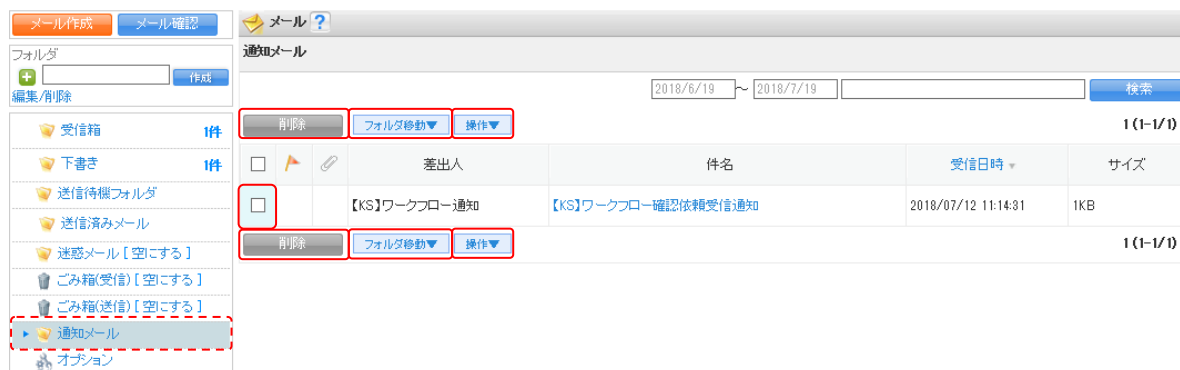 メール作成 メール確認
フォルダ
作成
編集/削除
受信箱 1件
下書き 1件
送信待機フォルダ
送信済みメール
迷惑メール [ 空にする ]
ごみ箱(受信) [ 空にする ]
ごみ箱(送信) [ 空にする ]
通知メール
オプション
メール ?
通知メール
2018/6/19 ~ 2018/7/19 検索
削除 フォルダ移動▼ 操作▼ 1 (1-1/1)
差出人 件名 受信日時 サイズ
【KS】ワークフロー通知 【KS】ワークフロー確認依頼受信通知 2018/07/12 11:14:31 1KB
削除 フォルダ移動▼ 操作▼ 1 (1-1/1)